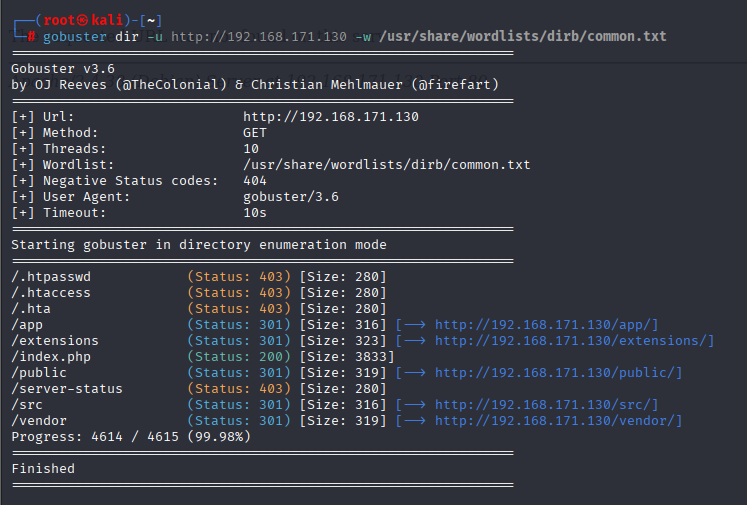 ┌──(root㉿kali)-[~]
└─# gobuster dir -u http://192.168.171.130 -w /usr/share/wordlists/dirb/common.txt
===============================================================
Gobuster v3.6
by OJ Reeves (@TheColonial) & Christian Mehlmauer (@firefart)
===============================================================
[+] Url:                     http://192.168.171.130
[+] Method:                  GET
[+] Threads:                 10
[+] Wordlist:                /usr/share/wordlists/dirb/common.txt
[+] Negative Status codes:   404
[+] User Agent:              gobuster/3.6
[+] Timeout:                 10s
===============================================================
Starting gobuster in directory enumeration mode
===============================================================
/.htpasswd            (Status: 403) [Size: 280]
/.htaccess            (Status: 403) [Size: 280]
/.hta                 (Status: 403) [Size: 280]
/app                  (Status: 301) [Size: 316] [--> http://192.168.171.130/app/]
/extensions           (Status: 301) [Size: 323] [--> http://192.168.171.130/extensions/]
/index.php            (Status: 200) [Size: 3833]
/public               (Status: 301) [Size: 319] [--> http://192.168.171.130/public/]
/server-status        (Status: 403) [Size: 280]
/src                  (Status: 301) [Size: 316] [--> http://192.168.171.130/src/]
/vendor               (Status: 301) [Size: 319] [--> http://192.168.171.130/vendor/]
Progress: 4614 / 4615 (99.98%)
===============================================================
Finished
===============================================================